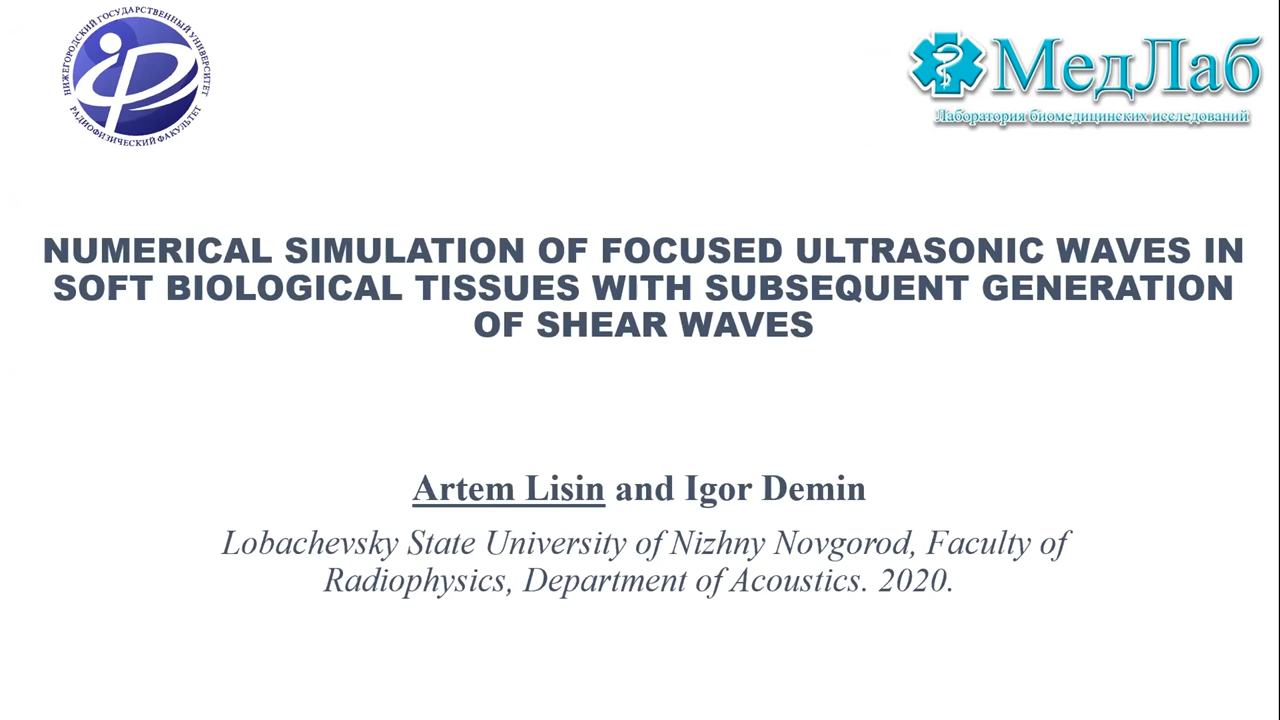 НИЖЕГОРОДСКИЙ ГОСУДАРСТВЕННЫЙ УНИВЕРСИТЕТ
РАДИОФИЗИЧЕСКИЙ ФАКУЛЬТЕТ
МедЛаб
Лаборатория биомедицинских исследований
NUMERICAL SIMULATION OF FOCUSED ULTRASONIC WAVES IN
SOFT BIOLOGICAL TISSUES WITH SUBSEQUENT GENERATION
OF SHEAR WAVES
Artem Lisin and Igor Demin
Lobachevsky State University of Nizhny Novgorod, Faculty of
Radiophysics, Department of Acoustics. 2020.